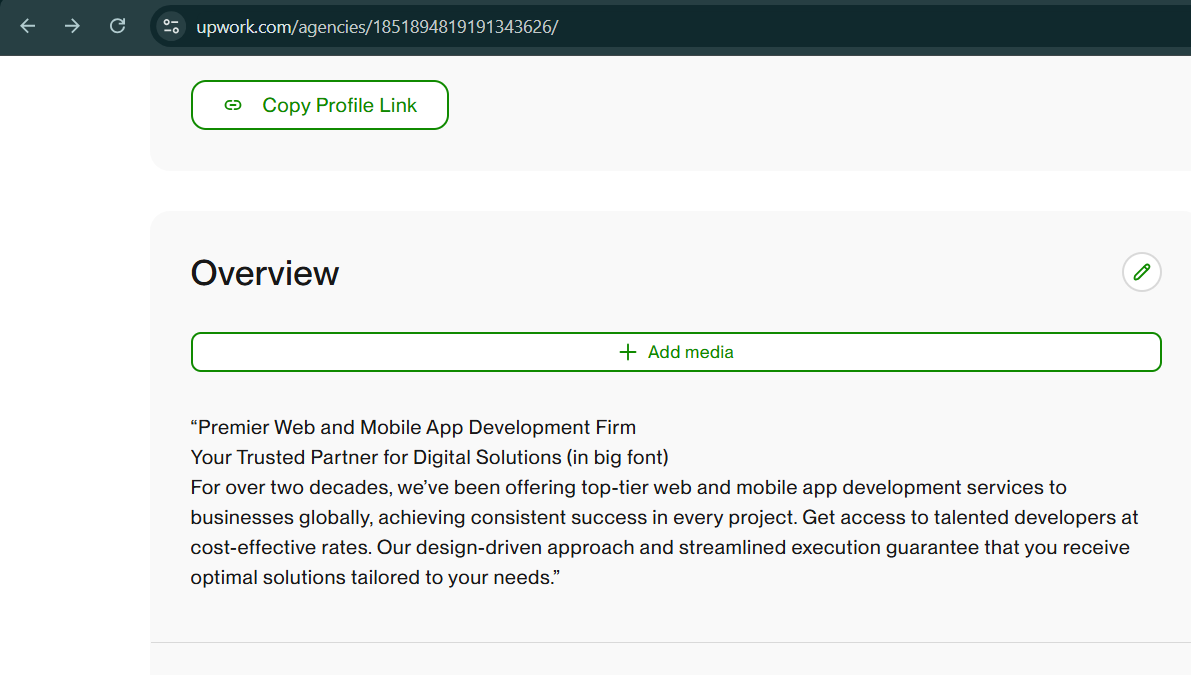 upwork.com/agencies/1851894819191343626/
Copy Profile Link
Overview
Add media
“Premier Web and Mobile App Development Firm
Your Trusted Partner for Digital Solutions (in big font)
For over two decades, we’ve been offering top-tier web and mobile app development services to
businesses globally, achieving consistent success in every project. Get access to talented developers at
cost-effective rates. Our design-driven approach and streamlined execution guarantee that you receive
optimal solutions tailored to your needs.”